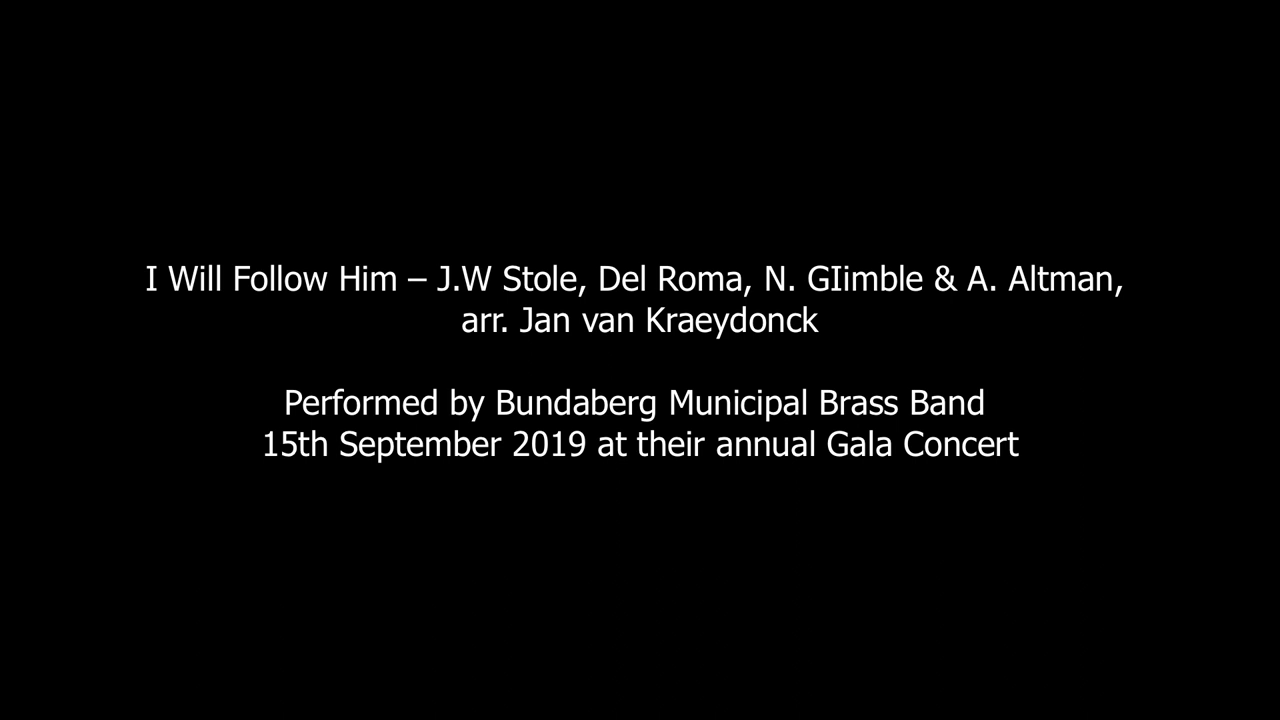 I Will Follow Him – J.W Stole, Del Roma, N. GIimble & A. Altman,
arr. Jan van Kraeydonck
Performed by Bundaberg Municipal Brass Band
15th September 2019 at their annual Gala Concert